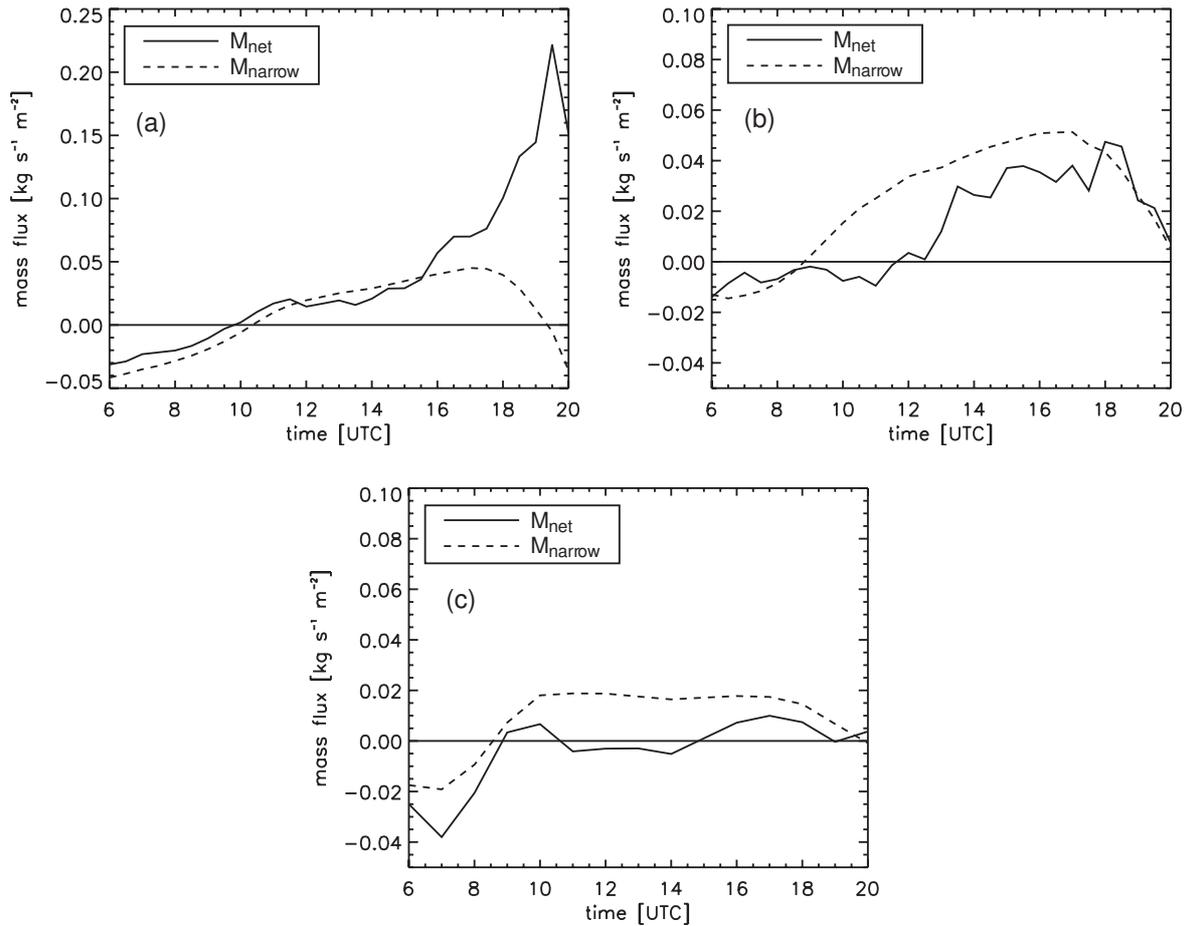 0.25
0.20
0.15
0.10
0.05
0.00
−0.05
mass flux [kg s⁻¹ m⁻²]
M_net
M_narrow
(a)
6 8 10 12 14 16 18 20
time [UTC]
0.10
0.08
0.06
0.04
0.02
0.00
−0.02
−0.04
mass flux [kg s⁻¹ m⁻²]
M_net
M_narrow
(b)
6 8 10 12 14 16 18 20
time [UTC]
0.10
0.08
0.06
0.04
0.02
0.00
−0.02
−0.04
mass flux [kg s⁻¹ m⁻²]
M_net
M_narrow
(c)
6 8 10 12 14 16 18 20
time [UTC]